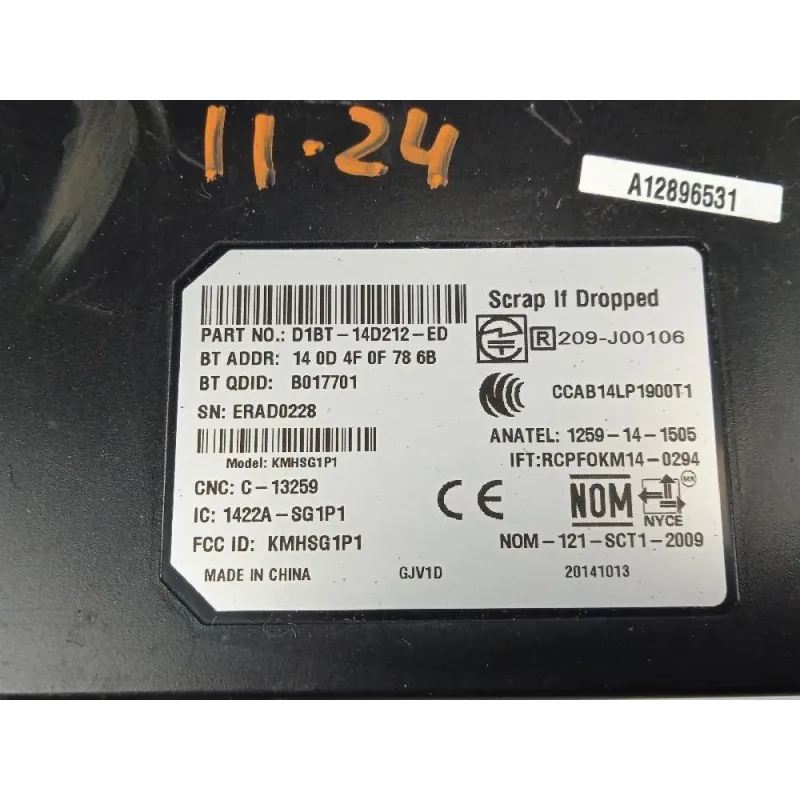 11·24
A12896531
Scrap If Dropped
PART NO.: D1BT-14D212-ED
R 209-J00106
BT ADDR: 14 0D 4F 0F 78 6B
BT QDID: B017701
CCAB14LP1900T1
SN: ERAD0228
ANATEL: 1259-14-1505
Model: KMHSG1P1
IFT:RCPFOKM14-0294
CNC: C-13259
CE
NOM
MR
NYCE
IC: 1422A-SG1P1
FCC ID: KMHSG1P1
NOM-121-SCT1-2009
MADE IN CHINA
GJV1D
20141013